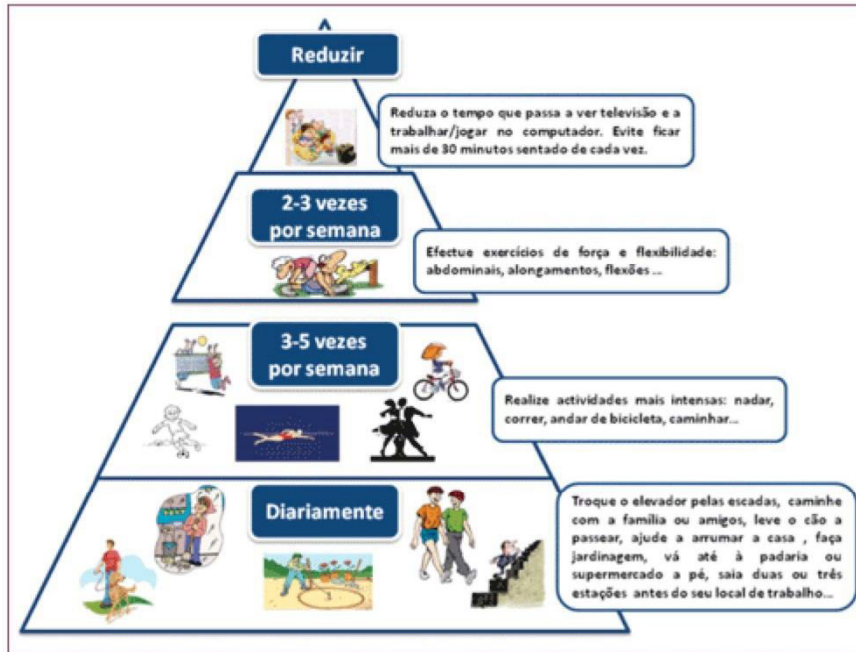 Reduzir
Reduza o tempo que passa a ver televisão e a
trabalhar/jogar no computador. Evite ficar
mais de 30 minutos sentado de cada vez.
2-3 vezes
por semana
Efectue exercícios de força e flexibilidade:
abdominais, alongamentos, flexões ...
3-5 vezes
por semana
Realize actividades mais intensas: nadar,
correr, andar de bicicleta, caminhar...
Diariamente
Troque o elevador pelas escadas, caminhe
com a família ou amigos, leve o cão a
passear, ajude a arrumar a casa , faça
jardinagem, vá até à padaria ou
supermercado a pé, saia duas ou três
estações antes do seu local de trabalho...